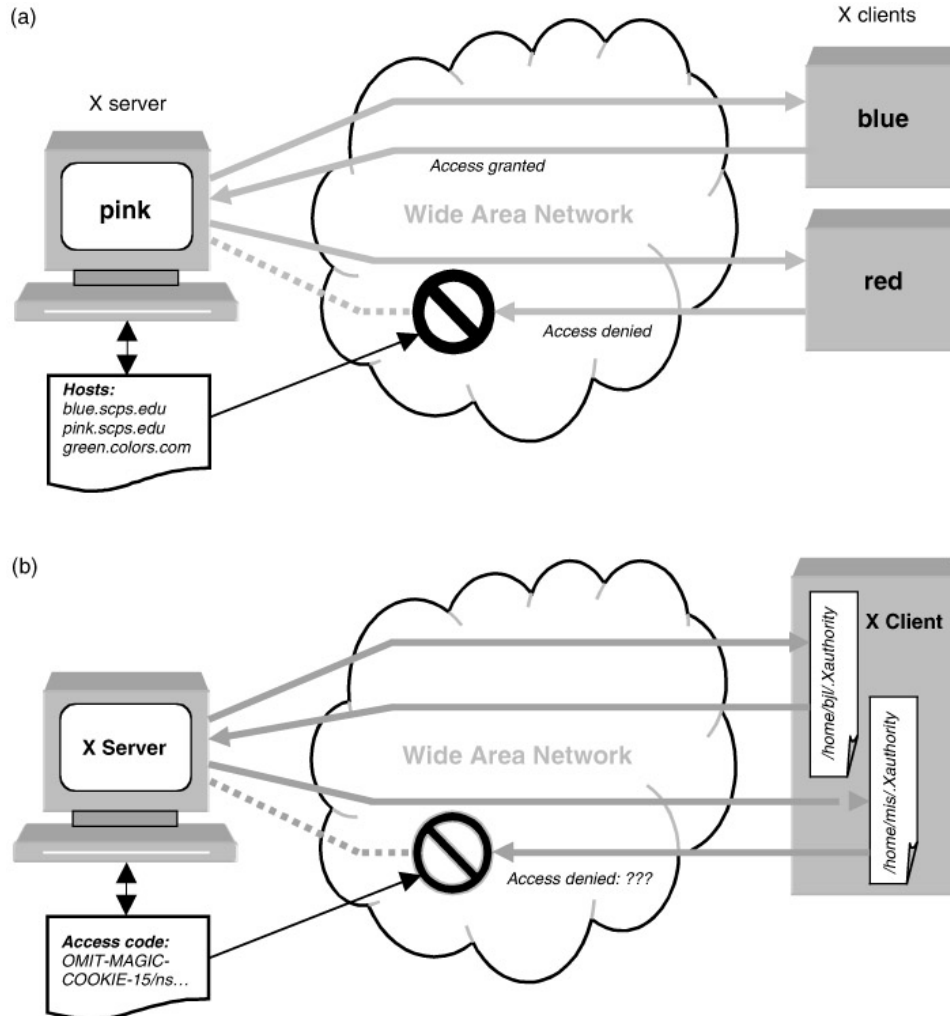 (a)
X clients
X server
blue
Access granted
pink
Wide Area Network
red
Access denied
Hosts:
blue.scps.edu
pink.scps.edu
green.colors.com
(b)
X Client
/home/bjl/.Xauthority
X Server
Wide Area Network
/home/mis/.Xauthority
Access denied: ???
Access code:
OMIT-MAGIC-
COOKIE-15/ns...